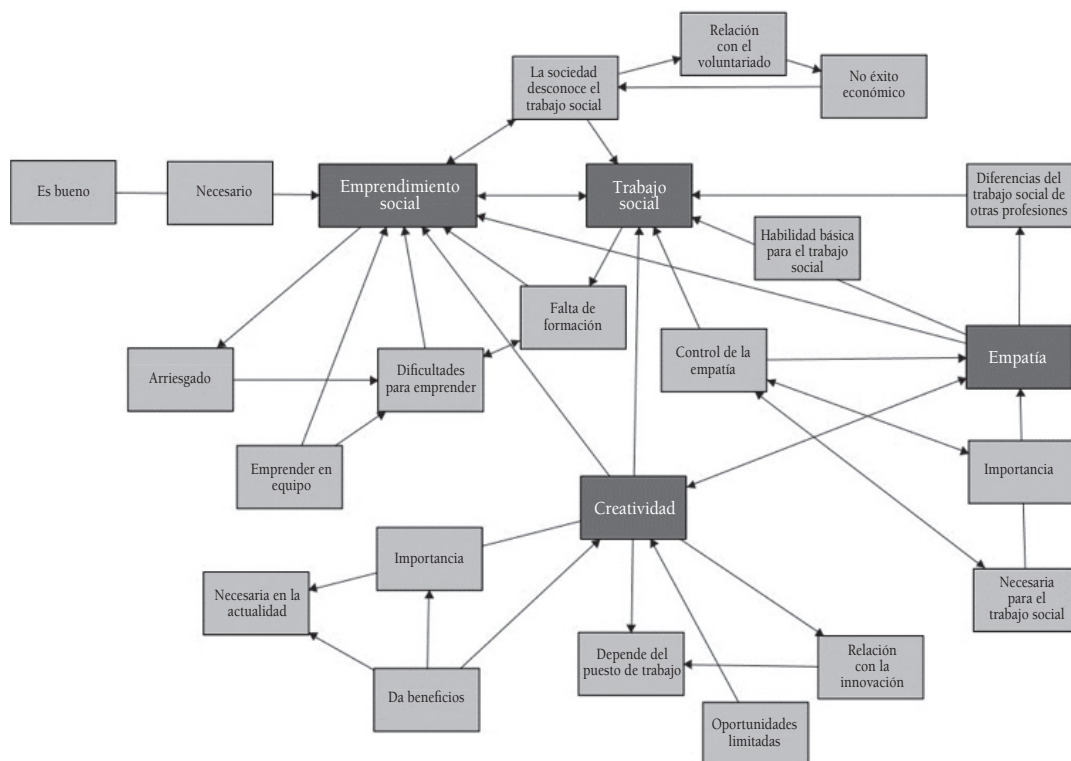 Relación
con el
voluntariado
La sociedad
desconoce el
trabajo social
No éxito
económico
Es bueno
Necesario
Emprendimiento
social
Trabajo
social
Diferencias del
trabajo social de
otras profesiones
Habilidad básica
para el trabajo
social
Falta de
formación
Arriesgado
Dificultades
para emprender
Control de la
empatía
Empatía
Emprender en
equipo
Importancia
Creatividad
Importancia
Necesaria en la
actualidad
Necesaria
para el
trabajo social
Depende del
puesto de trabajo
Relación
con la
innovación
Da beneficios
Oportunidades
limitadas